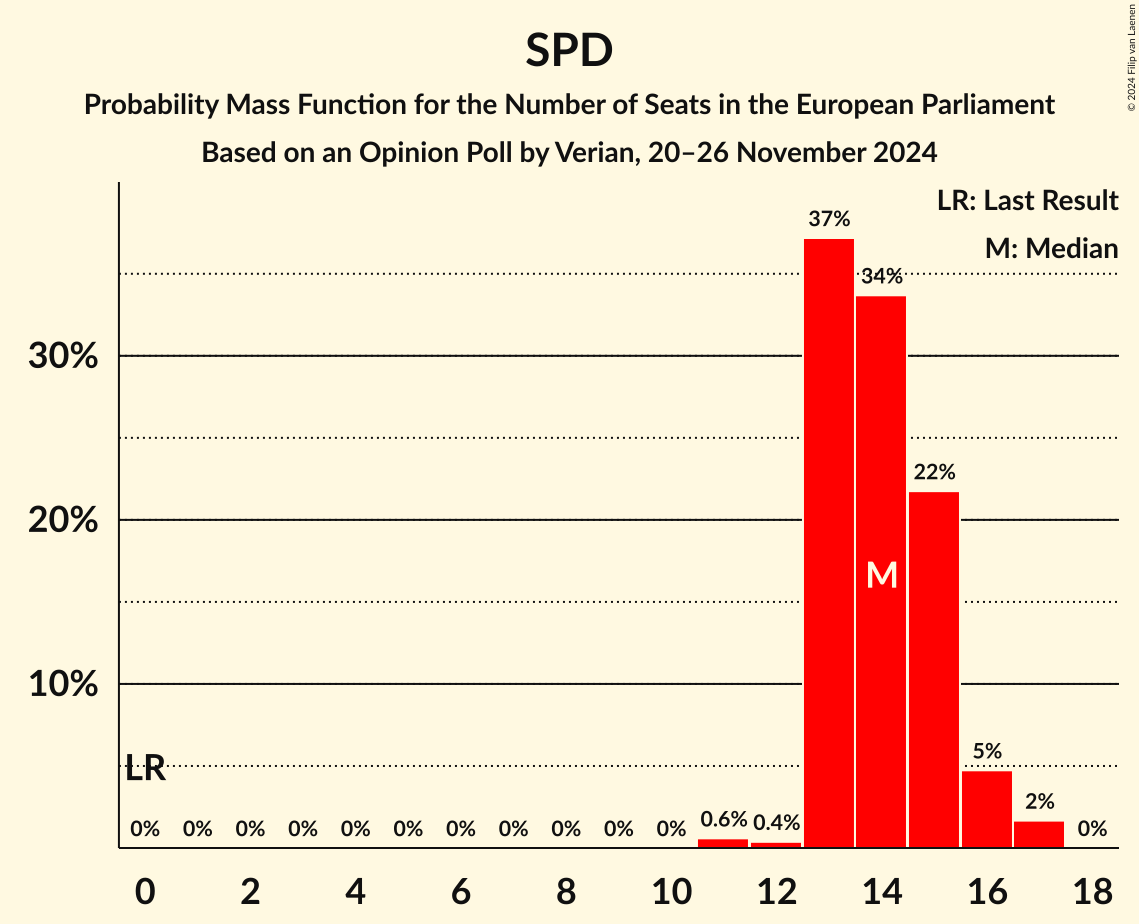 SPD
Probability Mass Function for the Number of Seats in the European Parliament
Based on an Opinion Poll by Verian, 20–26 November 2024
© 2024 Filip van Laenen
LR: Last Result
M: Median
37%
34%
30%
22%
20%
M
10%
LR
5%
2%
0% 0% 0% 0% 0% 0% 0% 0% 0% 0% 0% 0.6% 0.4% 0%
0 2 4 6 8 10 12 14 16 18